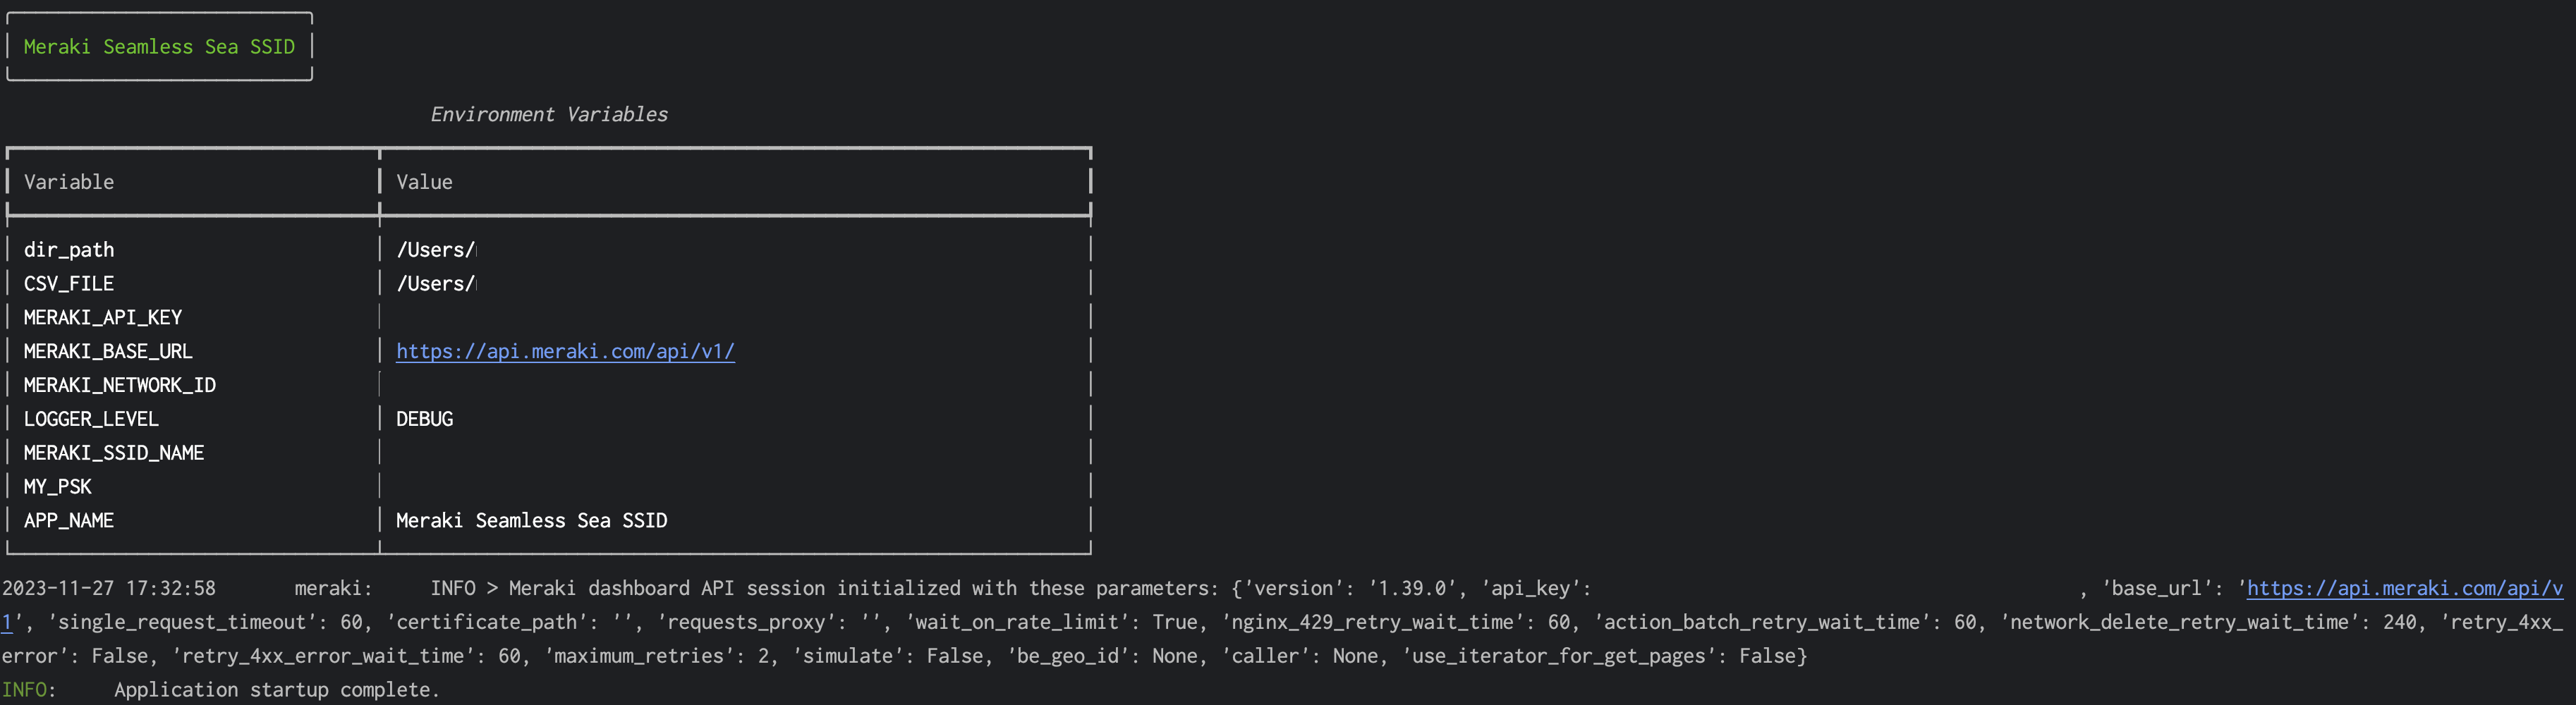 Meraki Seamless Sea SSID
Environment Variables
Variable Value
dir_path /Users/
CSV_FILE /Users/
MERAKI_API_KEY
MERAKI_BASE_URL https://api.meraki.com/api/v1/
MERAKI_NETWORK_ID
LOGGER_LEVEL DEBUG
MERAKI_SSID_NAME
MY_PSK
APP_NAME Meraki Seamless Sea SSID
2023-11-27 17:32:58 meraki: INFO > Meraki dashboard API session initialized with these parameters: {'version': '1.39.0', 'api_key': , 'base_url': 'https://api.meraki.com/api/v
1', 'single_request_timeout': 60, 'certificate_path': '', 'requests_proxy': '', 'wait_on_rate_limit': True, 'nginx_429_retry_wait_time': 60, 'action_batch_retry_wait_time': 60, 'network_delete_retry_wait_time': 240, 'retry_4xx_
error': False, 'retry_4xx_error_wait_time': 60, 'maximum_retries': 2, 'simulate': False, 'be_geo_id': None, 'caller': None, 'use_iterator_for_get_pages': False}
INFO: Application startup complete.